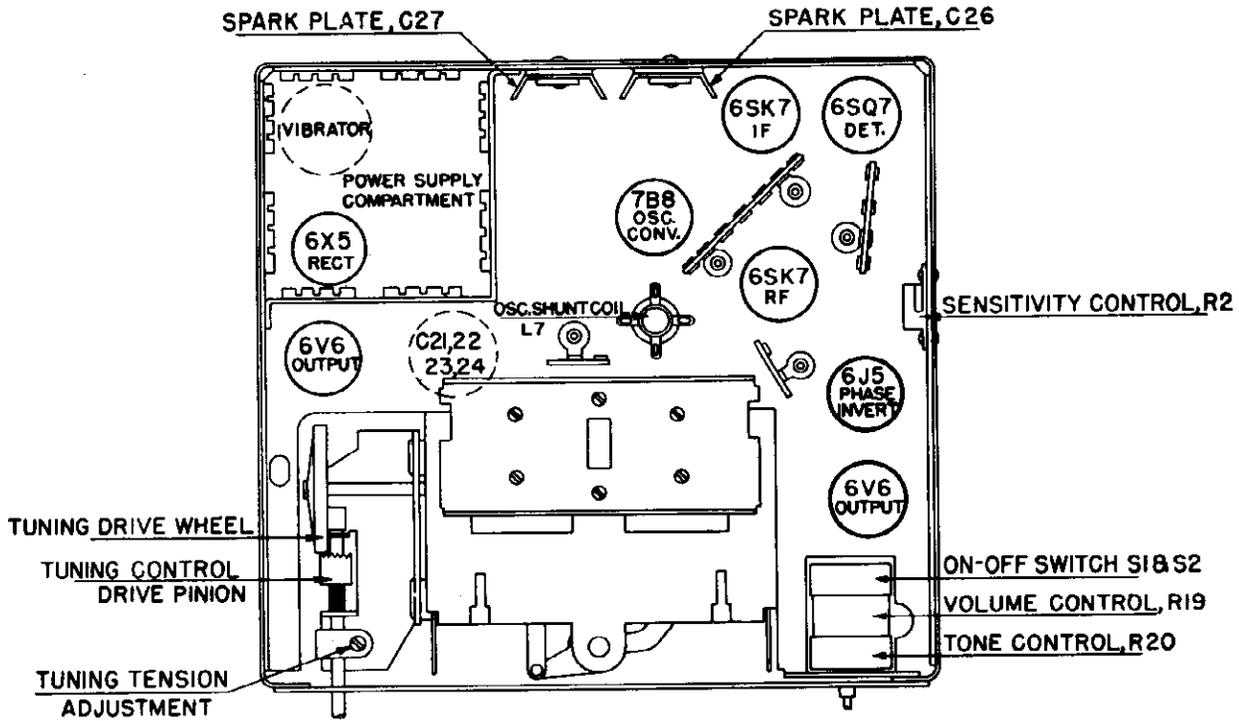 SPARK PLATE, C27
SPARK PLATE, C26
VIBRATOR
POWER SUPPLY
COMPARTMENT
6X5
RECT
6SK7
IF
6SQ7
DET.
7B8
OSC.
CONV.
6SK7
RF
OSC. SHUNT COIL
L7
SENSITIVITY CONTROL, R2
6V6
OUTPUT
C21,22
23,24
6J5
PHASE
INVERT
6V6
OUTPUT
TUNING DRIVE WHEEL
TUNING CONTROL
DRIVE PINION
TUNING TENSION
ADJUSTMENT
ON-OFF SWITCH S1&S2
VOLUME CONTROL, R19
TONE CONTROL, R20